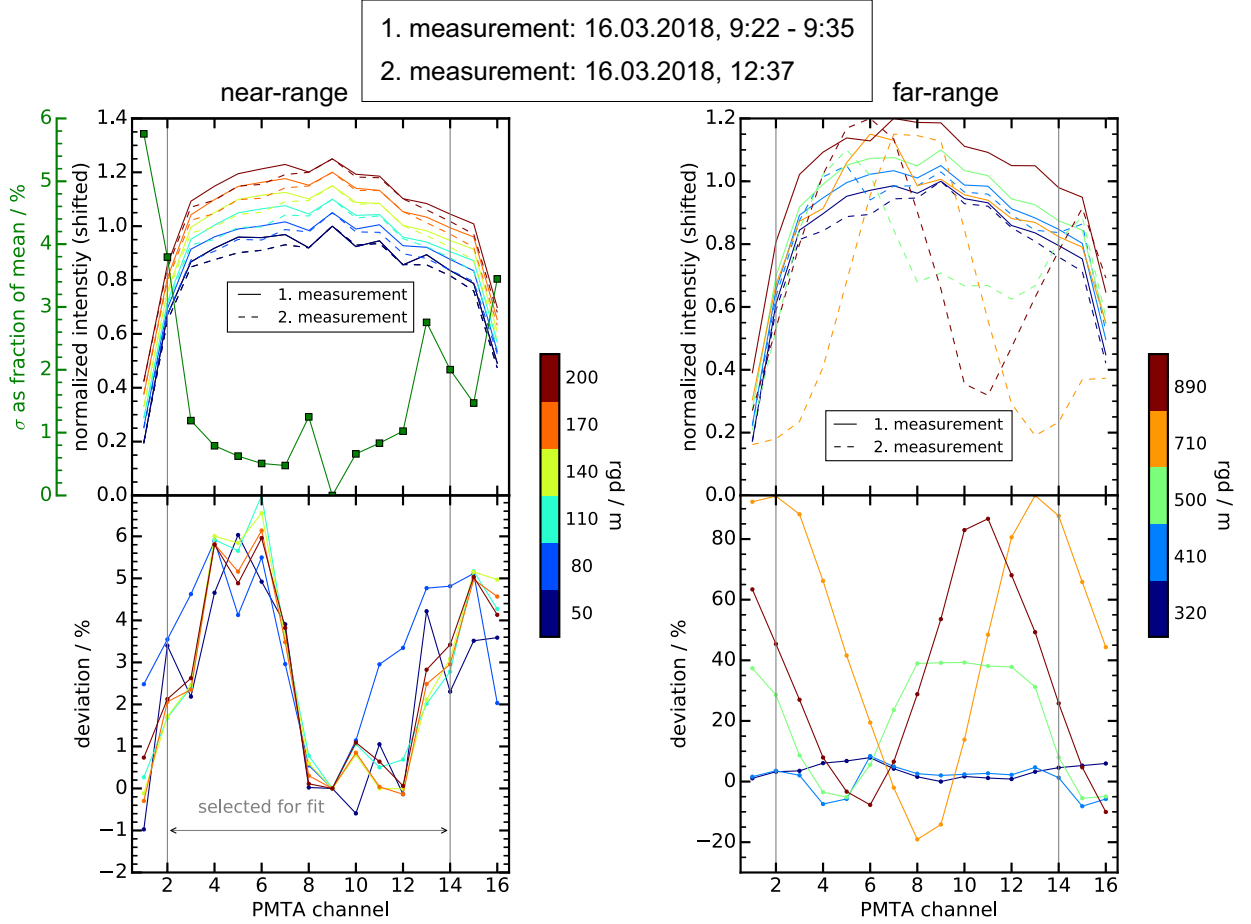 1. measurement: 16.03.2018, 9:22 - 9:35
2. measurement: 16.03.2018, 12:37
near-range
far-range
σ as fraction of mean / %
6
5
4
3
2
1
0
normalized intenstiy (shifted)
1.4
1.2
1.0
0.8
0.6
0.4
0.2
0.0
1. measurement
2. measurement
normalized intenstiy (shifted)
1.2
1.0
0.8
0.6
0.4
0.2
0.0
1. measurement
2. measurement
deviation / %
6
5
4
3
2
1
0
−1
−2
selected for fit
2 4 6 8 10 12 14 16
PMTA channel
200
170
140
110
80
50
rgd / m
deviation / %
80
60
40
20
0
−20
2 4 6 8 10 12 14 16
PMTA channel
890
710
500
410
320
rgd / m